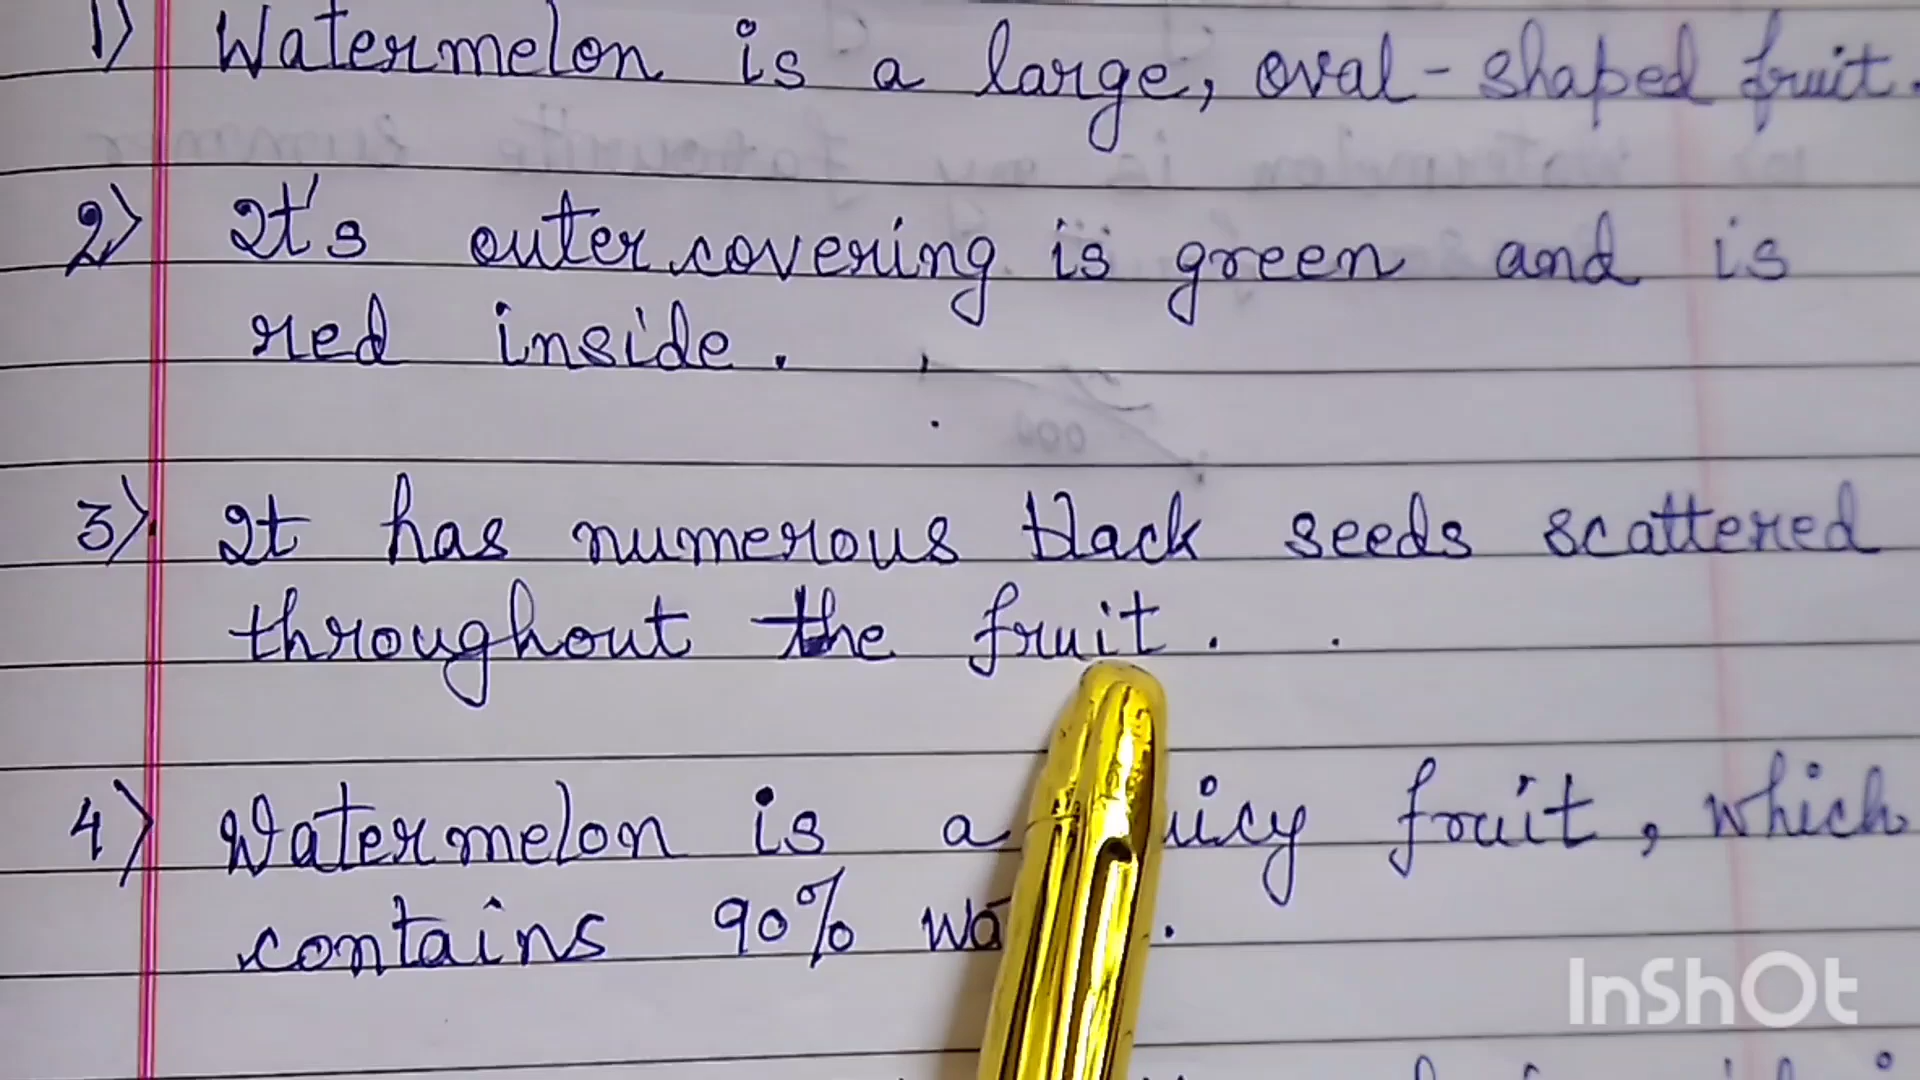 1) Watermelon is a large, oval-shaped fruit.
2) It's outer covering is green and is
red inside.
3) It has numerous black seeds scattered
throughout the fruit.
4) Watermelon is a fruit, which
contains 90%
InShOt